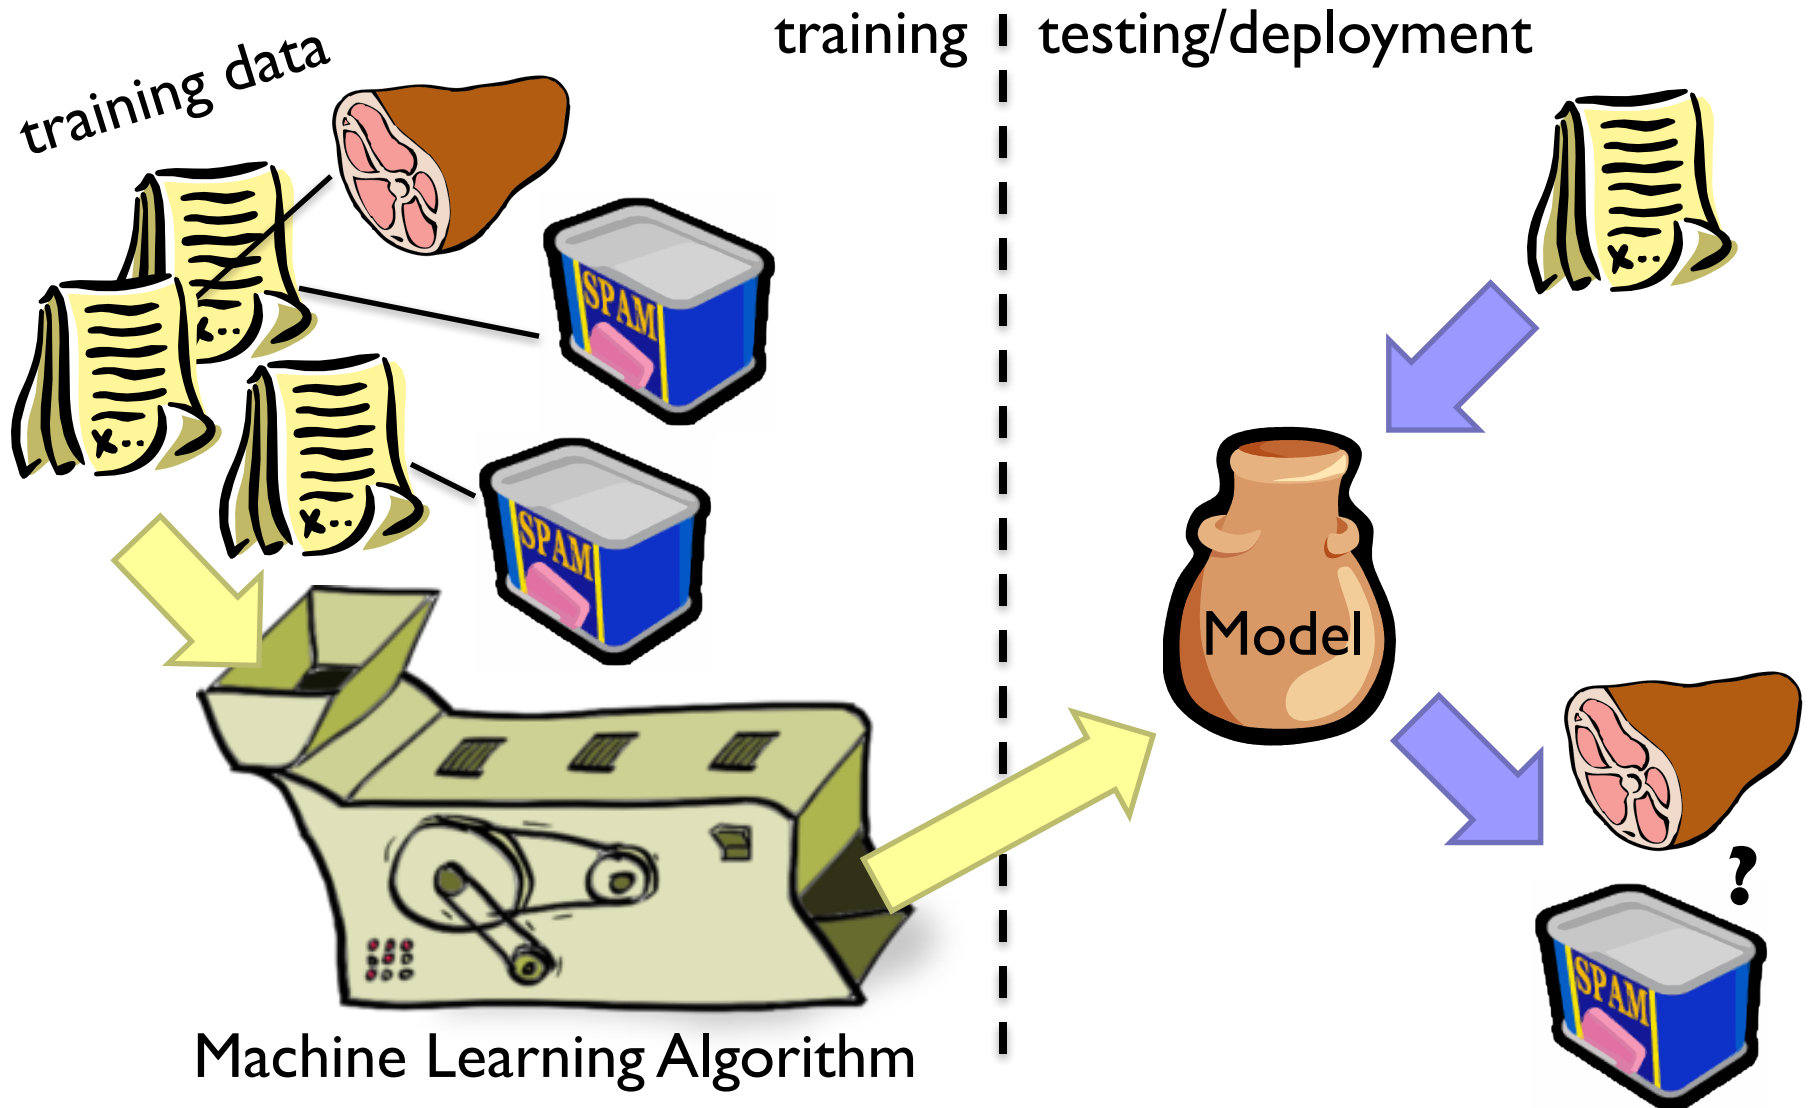 training
testing/deployment
training data
SPAM
SPAM
x..
x..
x..
x..
Model
?
SPAM
Machine Learning Algorithm